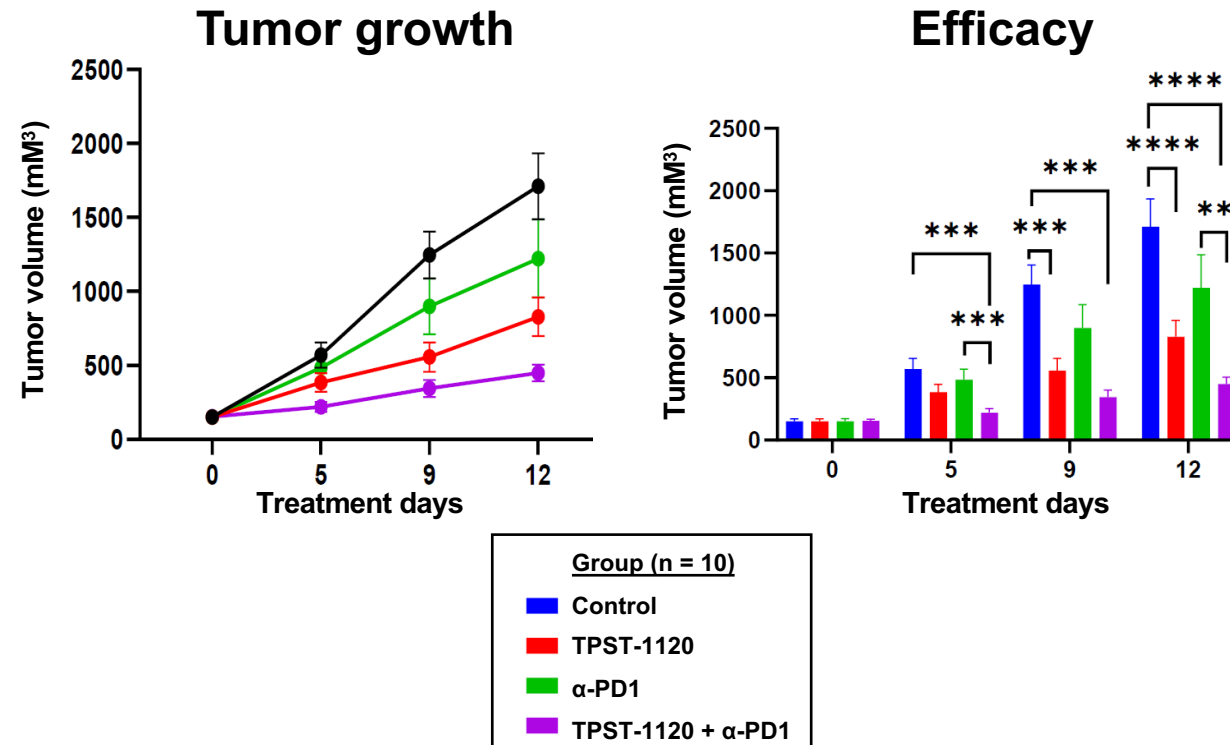 Tumor growth
Tumor volume (mM³)
2500
2000
1500
1000
500
0
0 5 9 12
Treatment days
Efficacy
Tumor volume (mM³)
2500
2000
1500
1000
500
0
***
***
***
***
****
****
**
0 5 9 12
Treatment days
Group (n = 10)
Control
TPST-1120
α-PD1
TPST-1120 + α-PD1